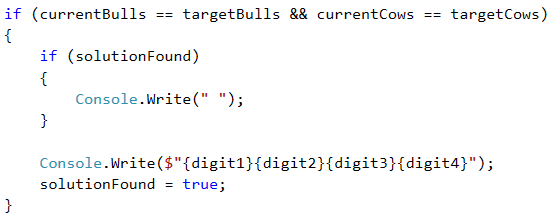 if (currentBulls == targetBulls && currentCows == targetCows)
{
    if (solutionFound)
    {
        Console.Write(" ");
    }

    Console.Write($"{digit1}{digit2}{digit3}{digit4}");
    solutionFound = true;
}